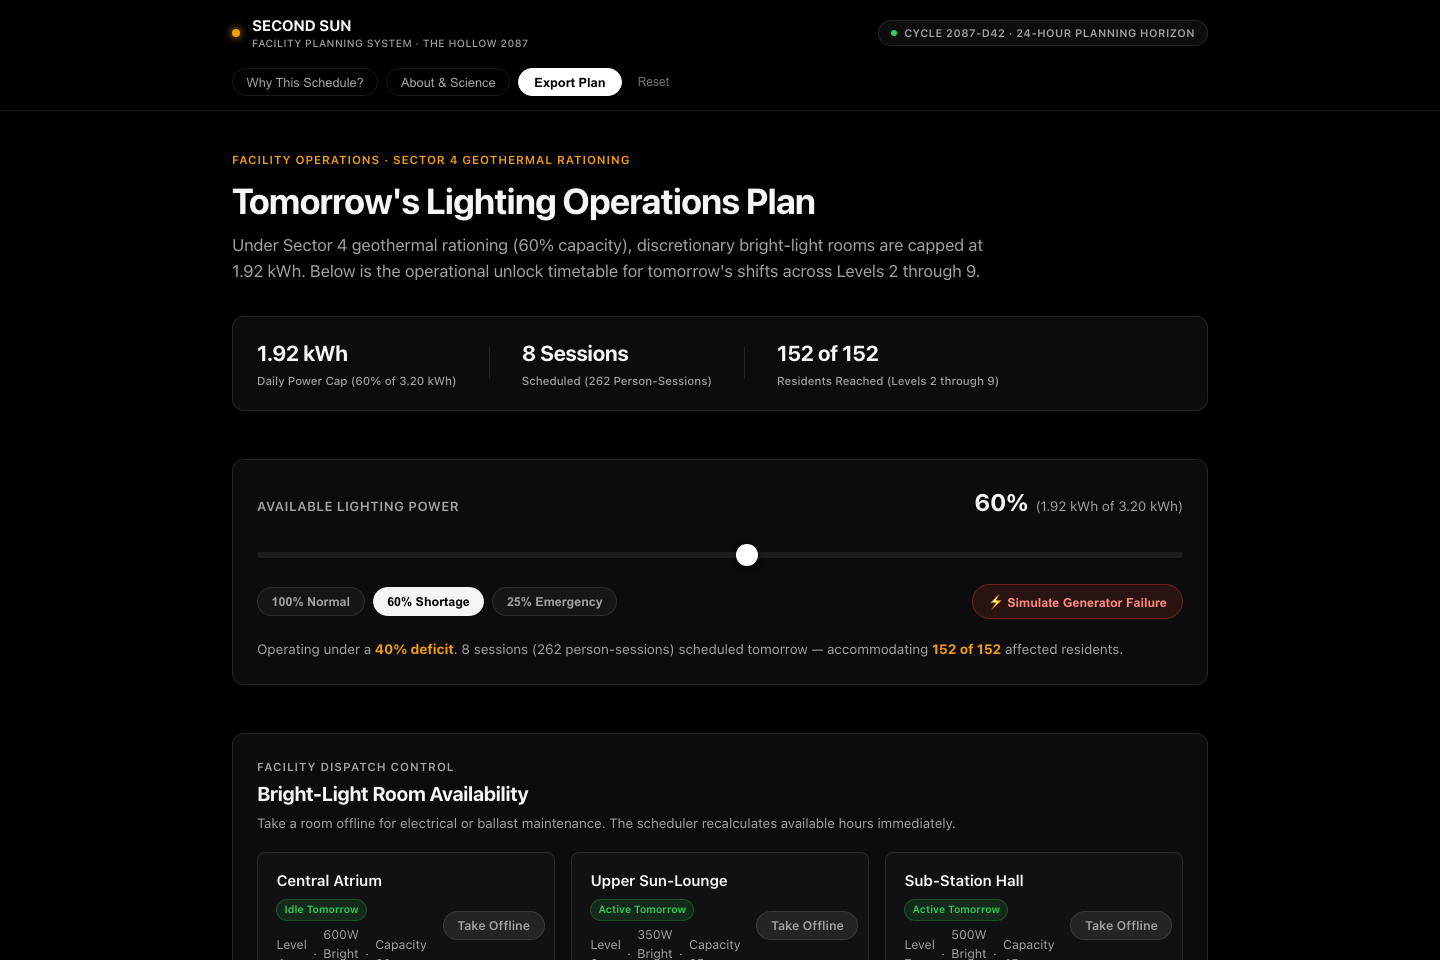 SECOND SUN
FACILITY PLANNING SYSTEM · THE HOLLOW 2087
CYCLE 2087-D42 · 24-HOUR PLANNING HORIZON
Why This Schedule?
About & Science
Export Plan
Reset
FACILITY OPERATIONS · SECTOR 4 GEOTHERMAL RATIONING
Tomorrow's Lighting Operations Plan
Under Sector 4 geothermal rationing (60% capacity), discretionary bright-light rooms are capped at
1.92 kWh. Below is the operational unlock timetable for tomorrow's shifts across Levels 2 through 9.
1.92 kWh
Daily Power Cap (60% of 3.20 kWh)
8 Sessions
Scheduled (262 Person-Sessions)
152 of 152
Residents Reached (Levels 2 through 9)
AVAILABLE LIGHTING POWER
60% (1.92 kWh of 3.20 kWh)
100% Normal
60% Shortage
25% Emergency
⚡ Simulate Generator Failure
Operating under a 40% deficit. 8 sessions (262 person-sessions) scheduled tomorrow — accommodating 152 of 152 affected residents.
FACILITY DISPATCH CONTROL
Bright-Light Room Availability
Take a room offline for electrical or ballast maintenance. The scheduler recalculates available hours immediately.
Central Atrium
Idle Tomorrow
Level · 600W Bright · Capacity
Take Offline
Upper Sun-Lounge
Active Tomorrow
Level · 350W Bright · Capacity
Take Offline
Sub-Station Hall
Active Tomorrow
Level · 500W Bright · Capacity
Take Offline